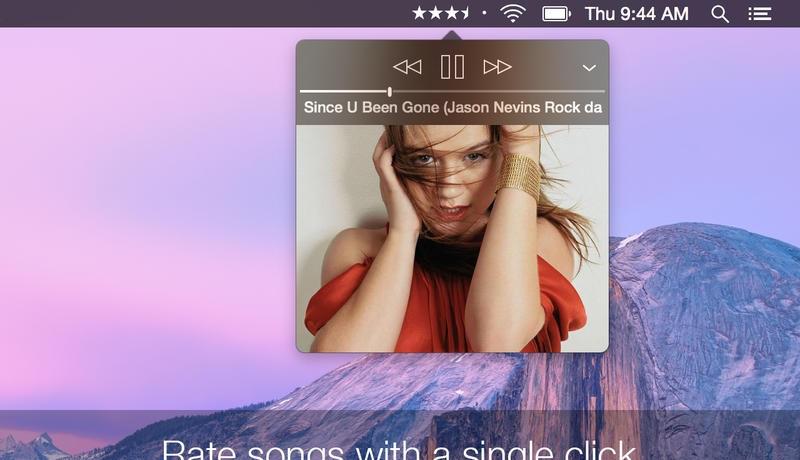 Thu 9:44 AM
Since U Been Gone (Jason Nevins Rock da
Rate songs with a single click